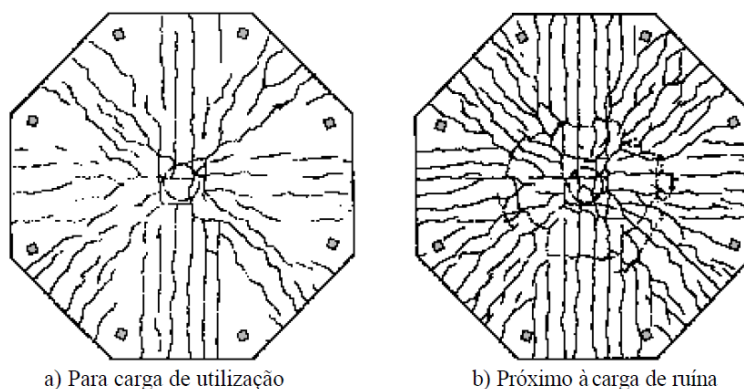 a) Para carga de utilização
b) Próximo à carga de ruína